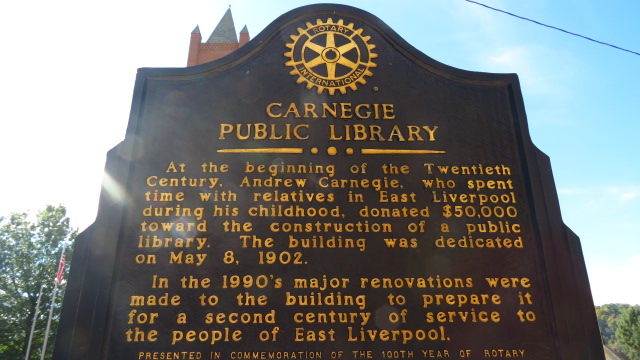 ROTARY
INTERNATIONAL
CARNEGIE
PUBLIC LIBRARY
At the beginning of the Twentieth
Century, Andrew Carnegie, who spent
time with relatives in East Liverpool
during his childhood, donated $50,000
toward the construction of a public
library. The building was dedicated
on May 8, 1902.
In the 1990's major renovations were
made to the building to prepare it
for a second century of service to
the people of East Liverpool.
PRESENTED IN COMMEMORATION OF THE 100TH YEAR OF ROTARY